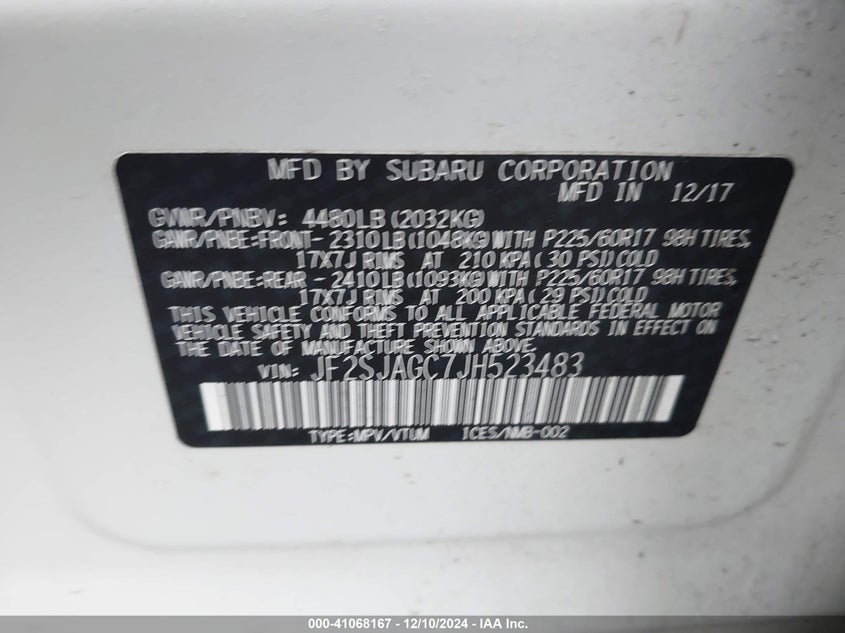 MFD BY SUBARU CORPORATION
MFD IN 12/17
GVWR/PNBV: 4480LB(2032KG)
GAWR/PNBE:FRONT-2310LB(1048KG)WITH P225/60R17 98H TIRES,
17X7J RIMS AT 210 KPA(30 PSI)COLD
GAWR/PNBE:REAR -2410LB(1093KG)WITH P225/60R17 98H TIRES,
17X7J RIMS AT 200 KPA(29 PSI)COLD
THIS VEHICLE CONFORMS TO ALL APPLICABLE FEDERAL MOTOR
VEHICLE SAFETY AND THEFT PREVENTION STANDARDS IN EFFECT ON
THE DATE OF MANUFACTURE SHOWN ABOVE.
VIN: JF2SJAGC7JH523483
TYPE:MPV/VTUM ICES/NMB-002
000-41068167 - 12/10/2024 - IAA Inc.